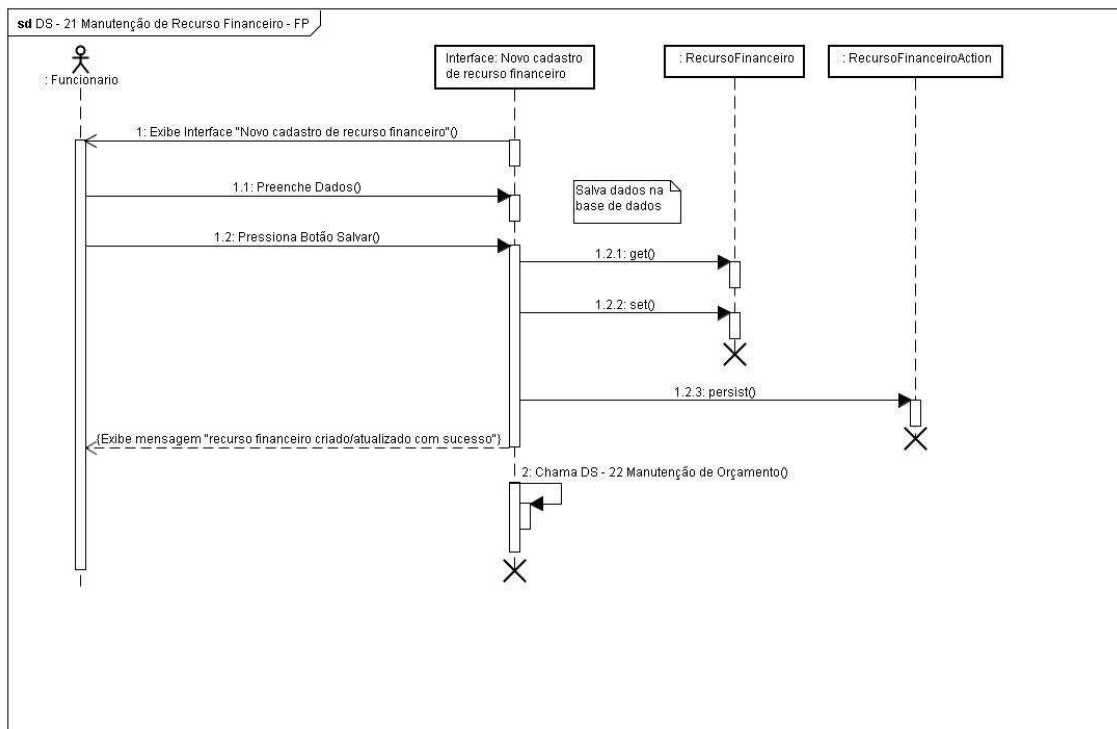 sd DS - 21 Manutenção de Recurso Financeiro - FP
: Funcionario
Interface: Novo cadastro
de recurso financeiro
: RecursoFinanceiro
: RecursoFinanceiroAction
1: Exibe Interface "Novo cadastro de recurso financeiro"()
1.1: Preenche Dados()
Salva dados na
base de dados
1.2: Pressiona Botão Salvar()
1.2.1: get()
1.2.2: set()
1.2.3: persist()
{Exibe mensagem "recurso financeiro criado/atualizado com sucesso"}
2: Chama DS - 22 Manutenção de Orçamento()